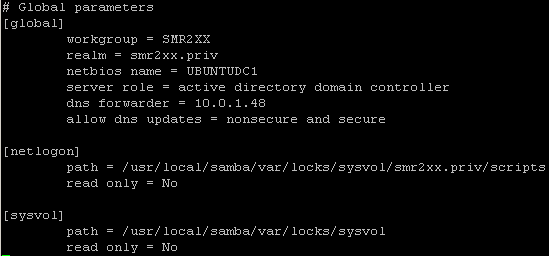 # Global parameters
[global]
workgroup = SMR2XX
realm = smr2xx.priv
netbios name = UBUNTUDC1
server role = active directory domain controller
dns forwarder = 10.0.1.48
allow dns updates = nonsecure and secure
[netlogon]
path = /usr/local/samba/var/locks/sysvol/smr2xx.priv/scripts
read only = No
[sysvol]
path = /usr/local/samba/var/locks/sysvol
read only = No